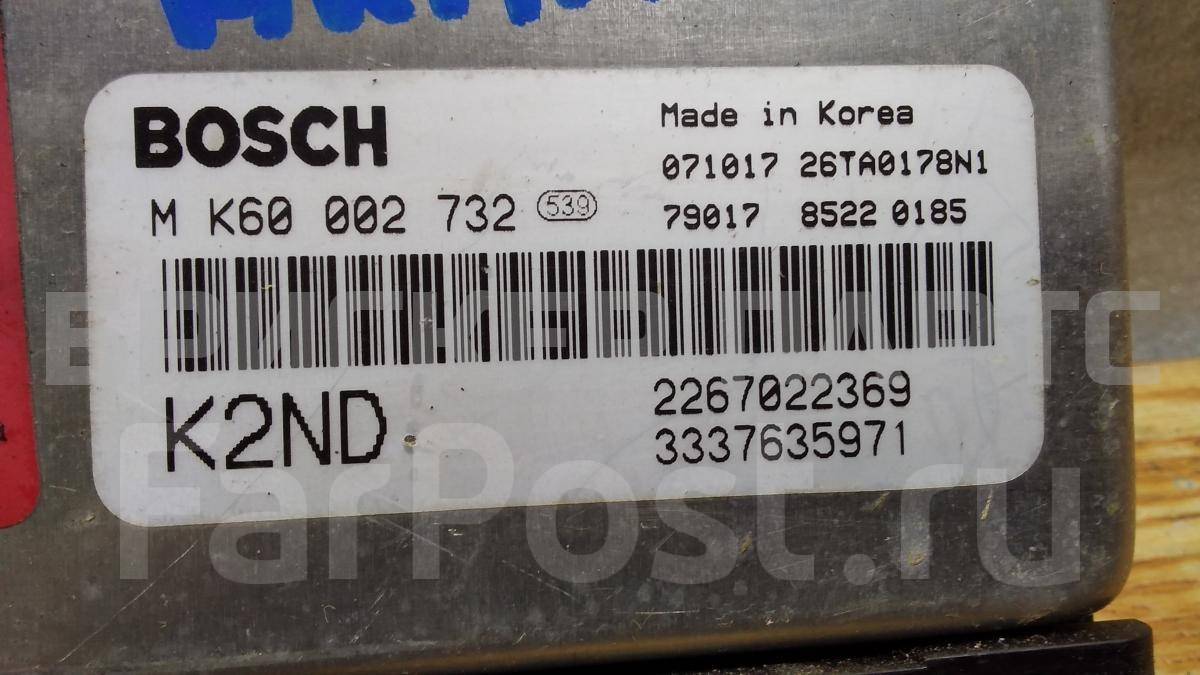 BOSCH
Made in Korea
071017 26TA0178N1
M K60 002 732 539
79017 8522 0185
K2ND
2267022369
3337635971
FarPost.ru